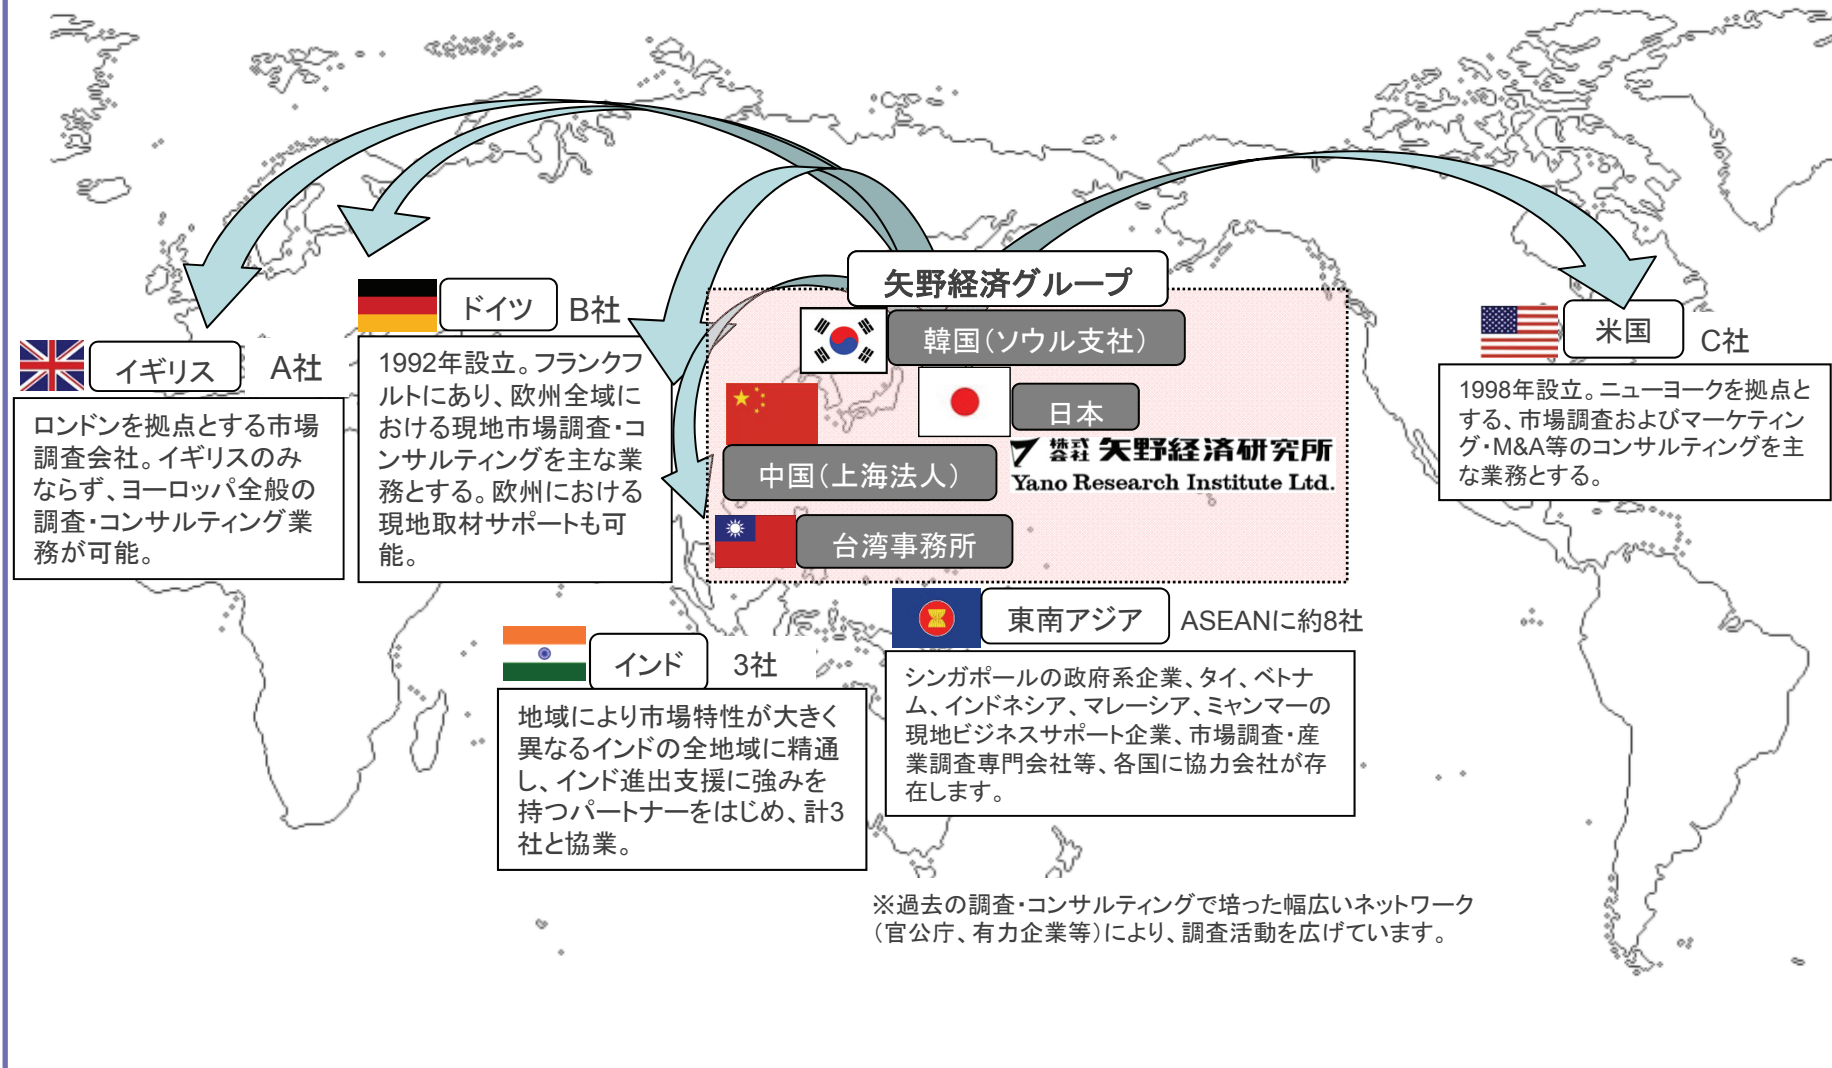 矢野経済グループ
韓国(ソウル支社)
日本
株式会社 矢野経済研究所
Yano Research Institute Ltd.
中国(上海法人)
台湾事務所
イギリス
A社
ロンドンを拠点とする市場
調査会社。イギリスのみ
ならず、ヨーロッパ全般の
調査・コンサルティング業
務が可能。
ドイツ
B社
1992年設立。フランクフ
ルトにあり、欧州全域に
おける現地市場調査・コ
ンサルティングを主な業
務とする。欧州における
現地取材サポートも可
能。
米国
C社
1998年設立。ニューヨークを拠点と
する、市場調査およびマーケティン
グ・M&A等のコンサルティングを主
な業務とする。
インド
3社
地域により市場特性が大きく
異なるインドの全地域に精通
し、インド進出支援に強みを
持つパートナーをはじめ、計3
社と協業。
東南アジア
ASEANに約8社
シンガポールの政府系企業、タイ、ベトナ
ム、インドネシア、マレーシア、ミャンマーの
現地ビジネスサポート企業、市場調査・産
業調査専門会社等、各国に協力会社が存
在します。
※過去の調査・コンサルティングで培った幅広いネットワーク
(官公庁、有力企業等)により、調査活動を広げています。